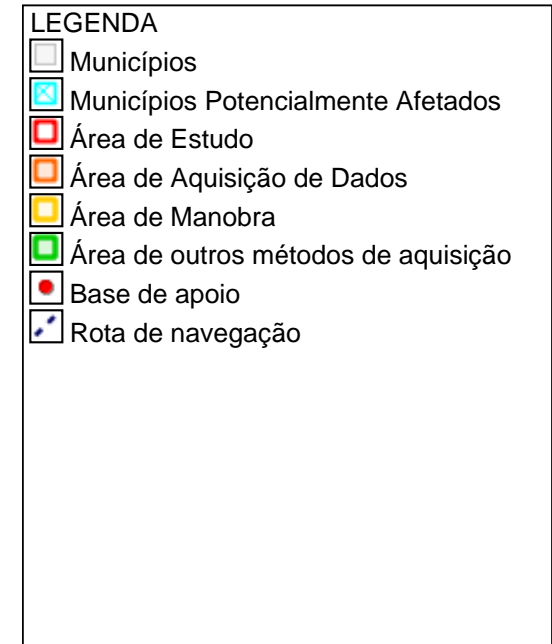 LEGENDA
Municípios
Municípios Potencialmente Afetados
Área de Estudo
Área de Aquisição de Dados
Área de Manobra
Área de outros métodos de aquisição
Base de apoio
Rota de navegação